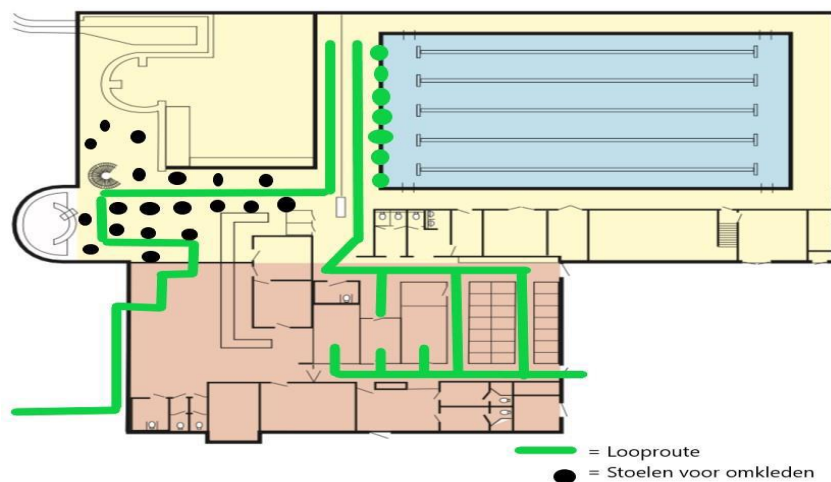 = Looproute
= Stoelen voor omkleden